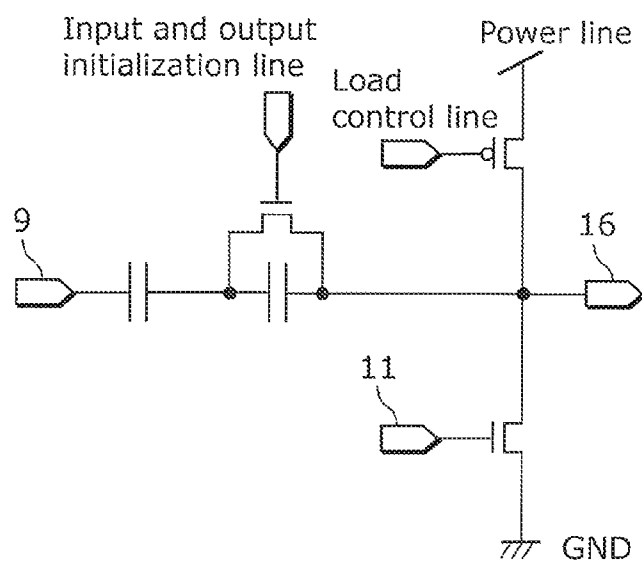 Input and output
initialization line
Power line
Load
control line
9
16
11
GND